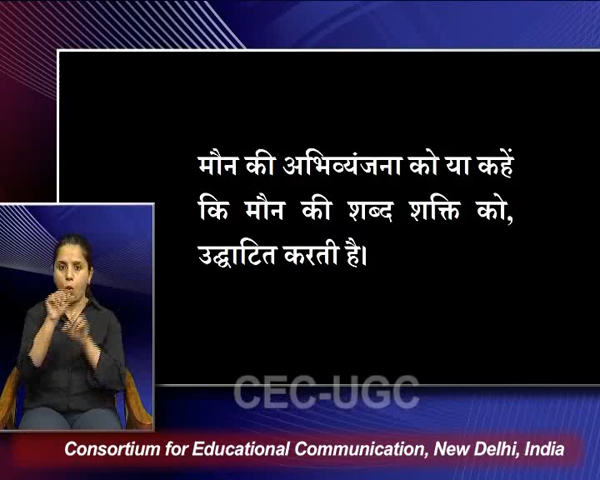 मौन की अभिव्यंजना को या कहें
कि मौन की शब्द शक्ति को,
उद्घाटित करती है।
CEC-UGC
Consortium for Educational Communication, New Delhi, India